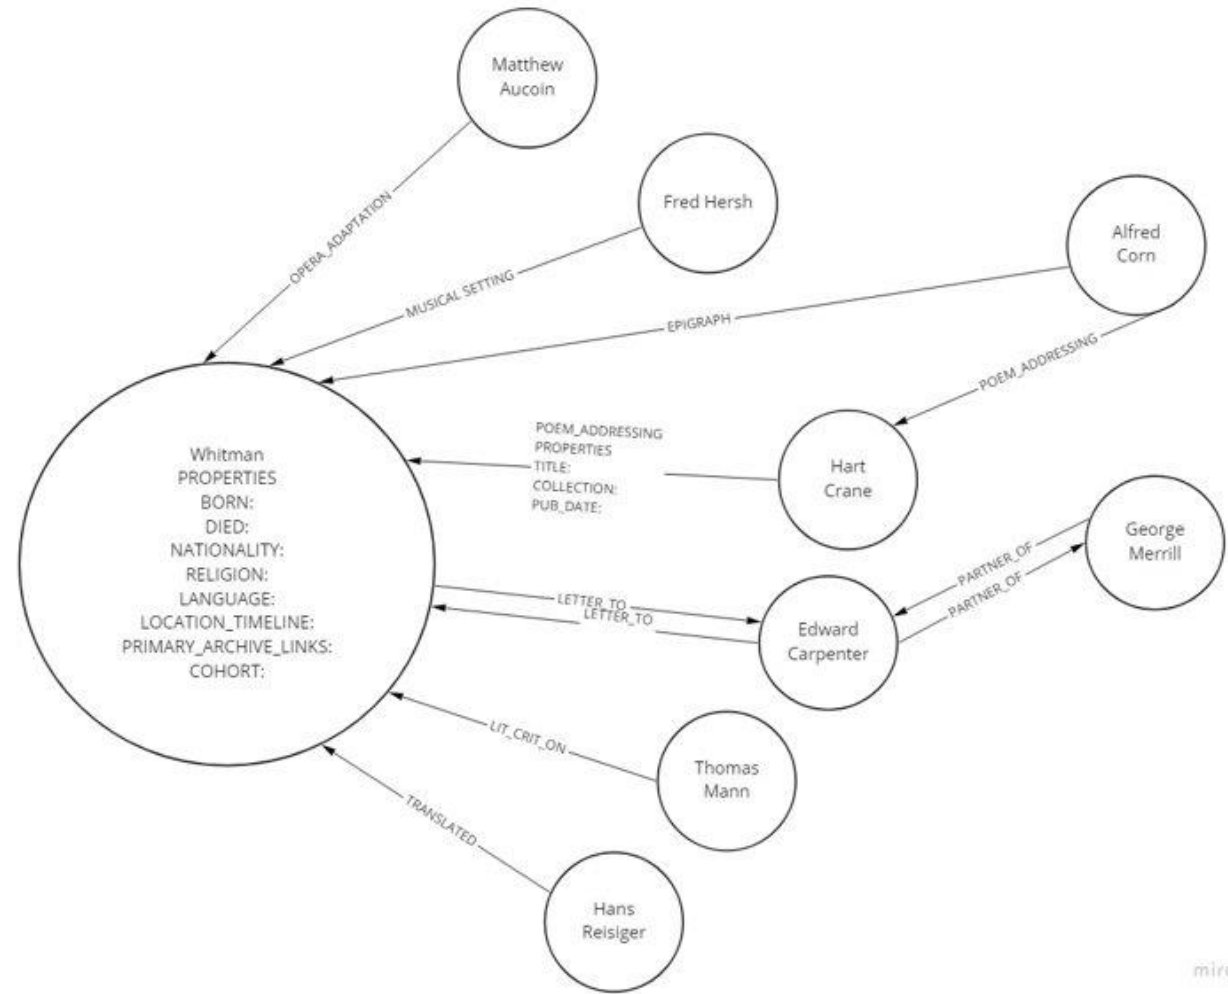 Matthew
Aucoin
OPERA_ADAPTATION
Fred Hersh
MUSICAL SETTING
Alfred
Corn
EPIGRAPH
POEM_ADDRESSING
Whitman
PROPERTIES
BORN:
DIED:
NATIONALITY:
RELIGION:
LANGUAGE:
LOCATION_TIMELINE:
PRIMARY_ARCHIVE_LINKS:
COHORT:
POEM_ADDRESSING
PROPERTIES
TITLE:
COLLECTION:
PUB_DATE:
Hart
Crane
George
Merrill
PARTNER_OF
PARTNER_OF
LETTER_TO
LETTER_TO
Edward
Carpenter
LIT_CRIT_ON
Thomas
Mann
TRANSLATED
Hans
Reisiger